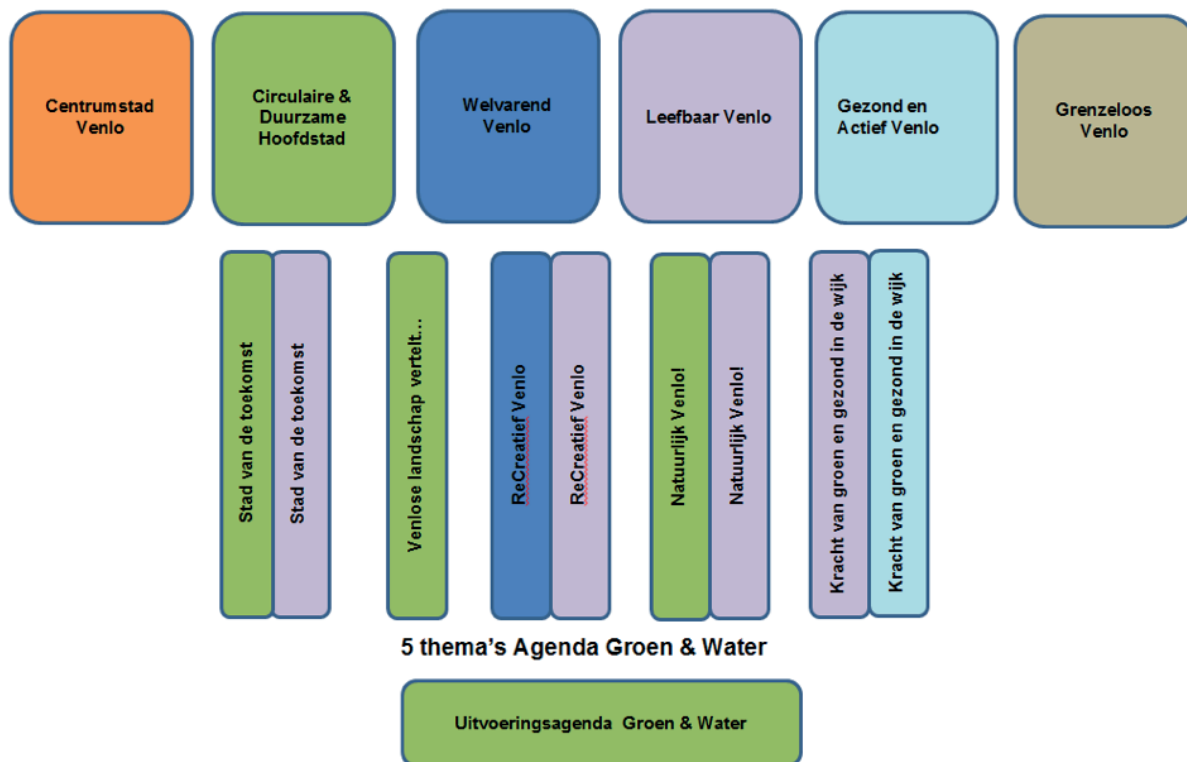 Centrumstad
Venlo
Circulaire &
Duurzame
Hoofdstad
Welvarend
Venlo
Leefbaar Venlo
Gezond en
Actief Venlo
Grenzeloos
Venlo
Stad van de toekomst
Stad van de toekomst
Venlose landschap vertelt...
ReCreatief Venlo
ReCreatief Venlo
Natuurlijk Venlo!
Natuurlijk Venlo!
Kracht van groen en gezond in de wijk
Kracht van groen en gezond in de wijk
5 thema's Agenda Groen & Water
Uitvoeringsagenda Groen & Water